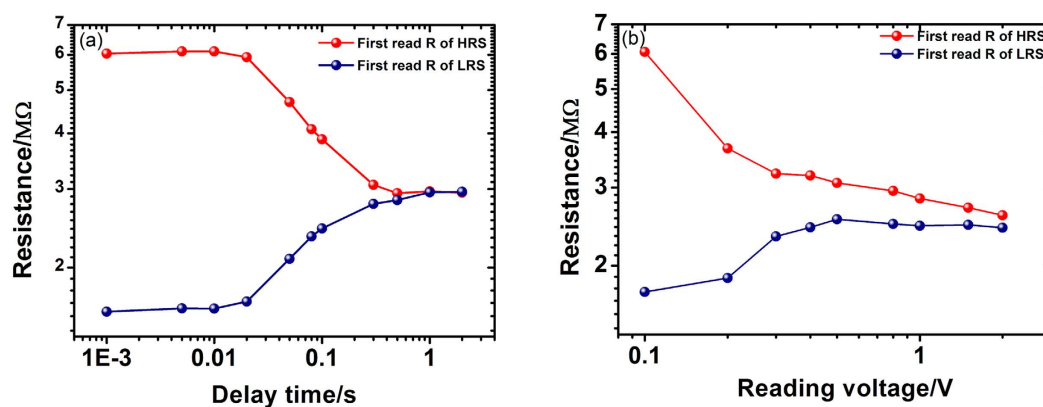 (a)
First read R of HRS
First read R of LRS
Resistance/MΩ
7
6
5
4
3
2
1E-3 0.01 0.1 1
Delay time/s
(b)
First read R of HRS
First read R of LRS
Resistance/MΩ
7
6
5
4
3
2
0.1 1
Reading voltage/V